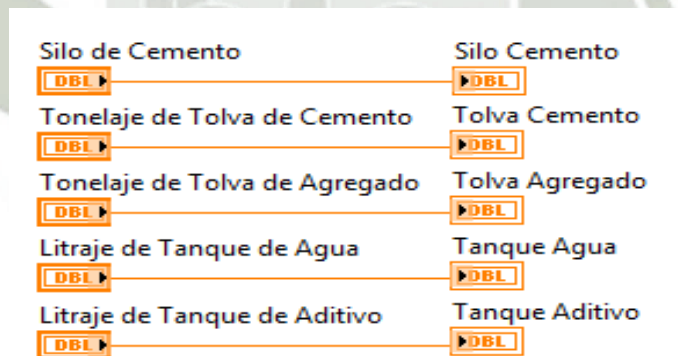 Silo de Cemento Silo Cemento
DBL DBL
Tonelaje de Tolva de Cemento Tolva Cemento
DBL DBL
Tonelaje de Tolva de Agregado Tolva Agregado
DBL DBL
Litraje de Tanque de Agua Tanque Agua
DBL DBL
Litraje de Tanque de Aditivo Tanque Aditivo
DBL DBL